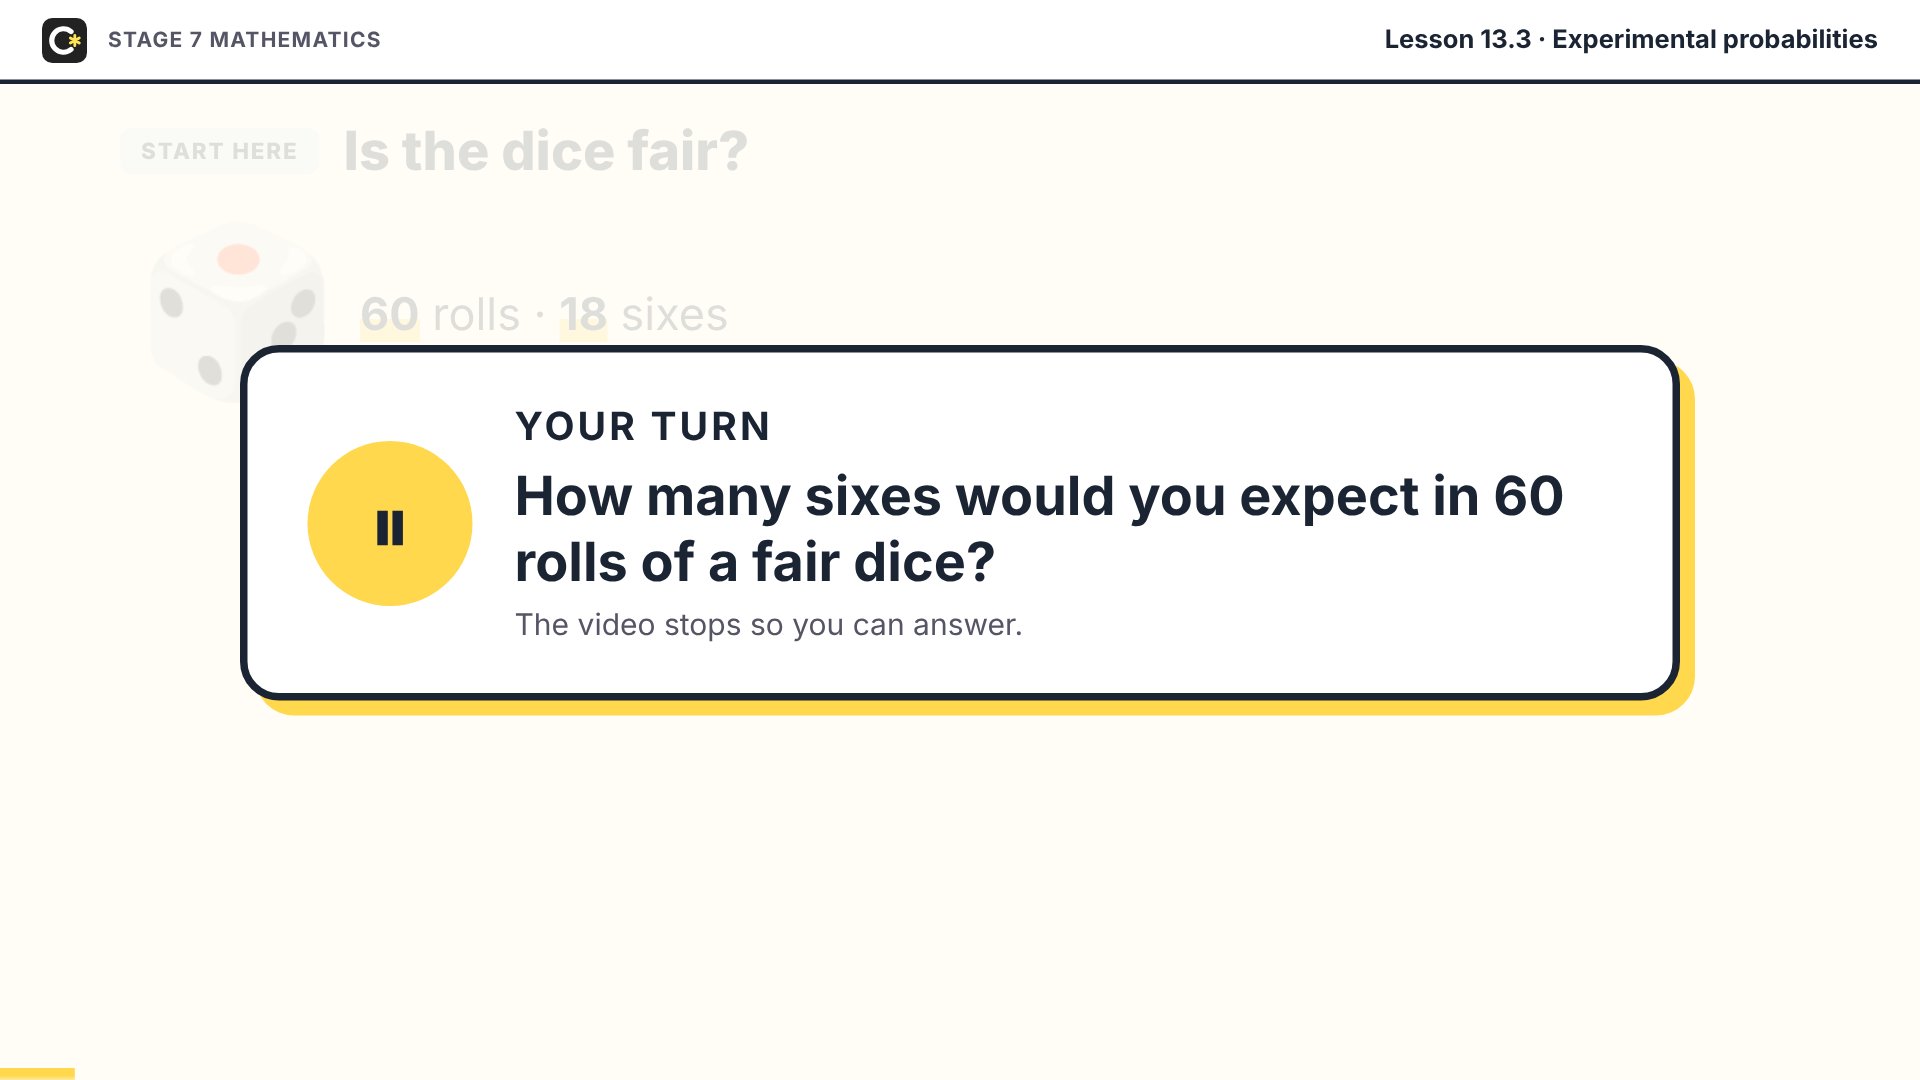 STAGE 7 MATHEMATICS
Lesson 13.3 · Experimental probabilities
START HERE
Is the dice fair?
60 rolls · 18 sixes
YOUR TURN
How many sixes would you expect in 60
rolls of a fair dice?
The video stops so you can answer.